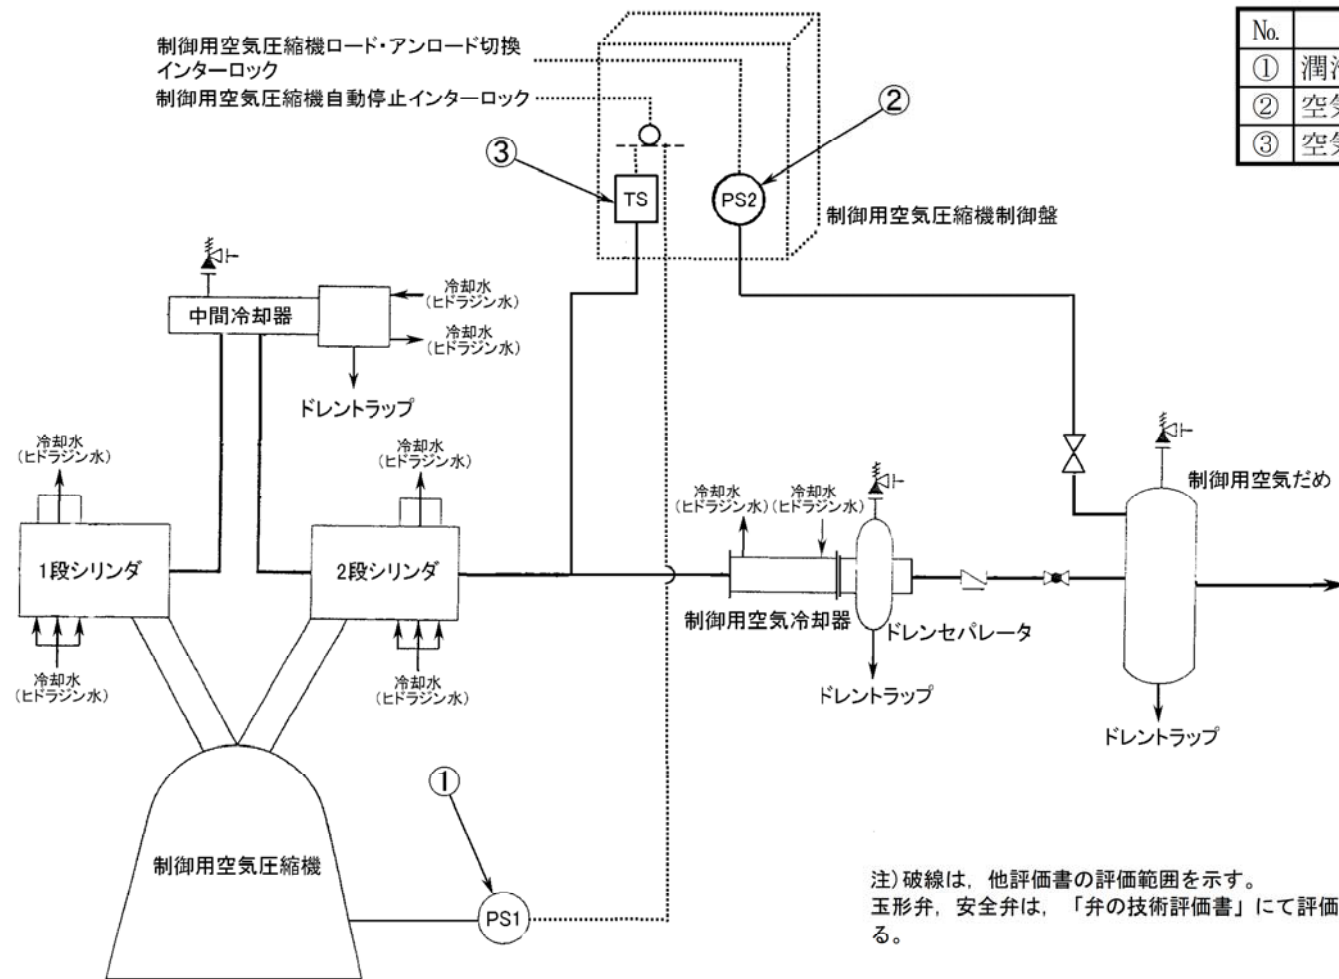 制御用空気圧縮機ロード・アンロード切換
インターロック
制御用空気圧縮機自動停止インターロック
②
③
TS
PS2
制御用空気圧縮機制御盤
No.
①
②
③
中間冷却器
冷却水
(ヒドラジン水)
冷却水
(ヒドラジン水)
ドレントラップ
冷却水
(ヒドラジン水)
冷却水
(ヒドラジン水)
1段シリンダ
2段シリンダ
冷却水
(ヒドラジン水)
冷却水
(ヒドラジン水)
冷却水
(ヒドラジン水)
冷却水
(ヒドラジン水)
制御用空気冷却器
ドレンセパレータ
ドレントラップ
制御用空気だめ
ドレントラップ
制御用空気圧縮機
①
PS1
注)破線は，他評価書の評価範囲を示す。
玉形弁，安全弁は，「弁の技術評価書」にて評価
る。